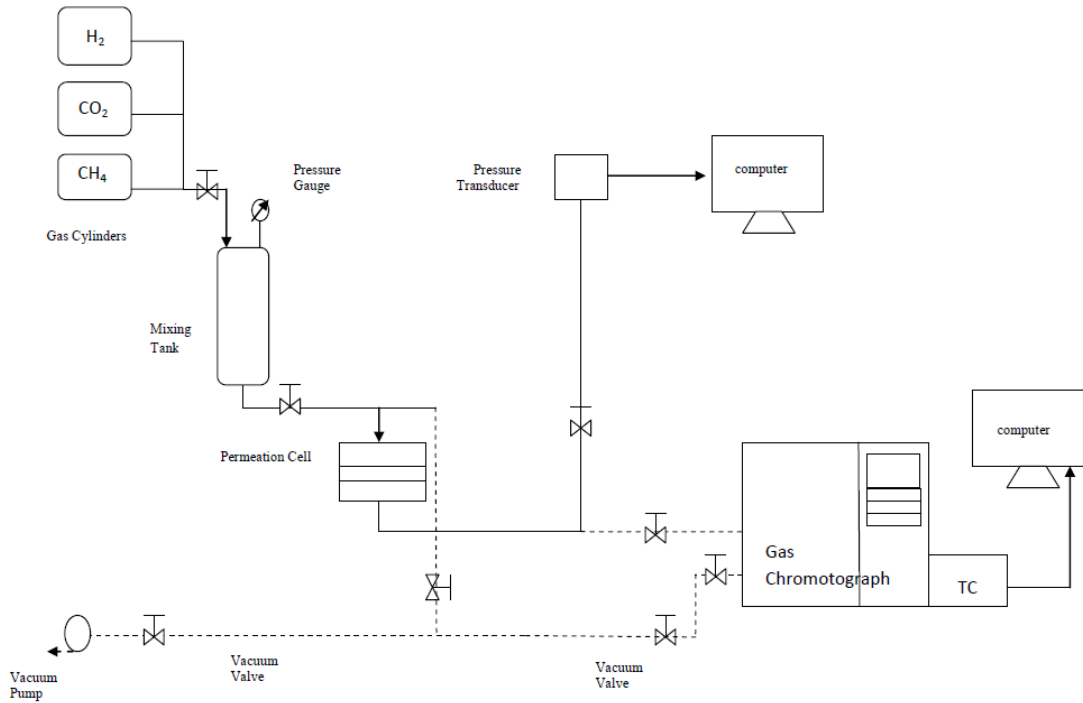 H₂
CO₂
CH₄
Gas Cylinders
Pressure
Gauge
Pressure
Transducer
computer
Mixing
Tank
Permeation Cell
computer
Gas
Chromotograph
TC
Vacuum
Pump
Vacuum
Valve
Vacuum
Valve